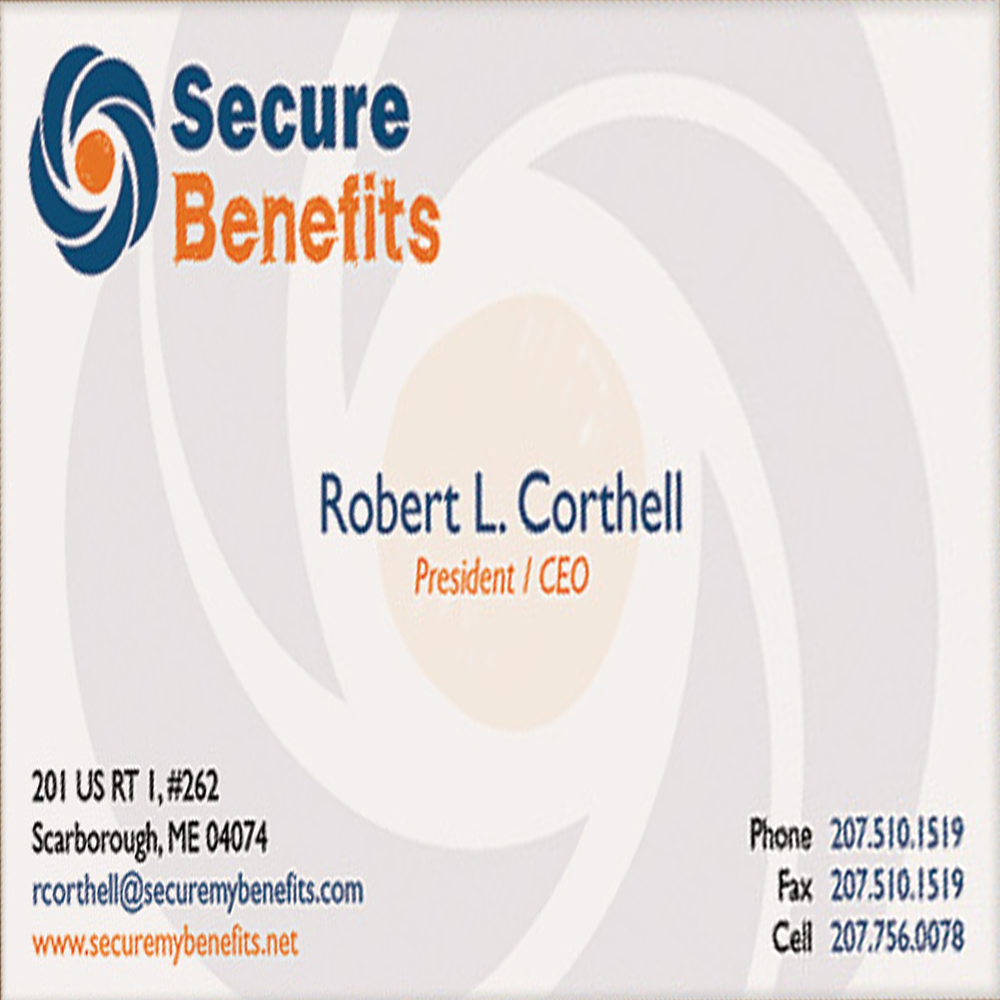 Secure
Benefits
Robert L. Corthell
President / CEO
201 US RT 1, #262
Scarborough, ME 04074
rcorthell@securemybenefits.com
www.securemybenefits.net
Phone 207.510.1519
Fax 207.510.1519
Cell 207.756.0078